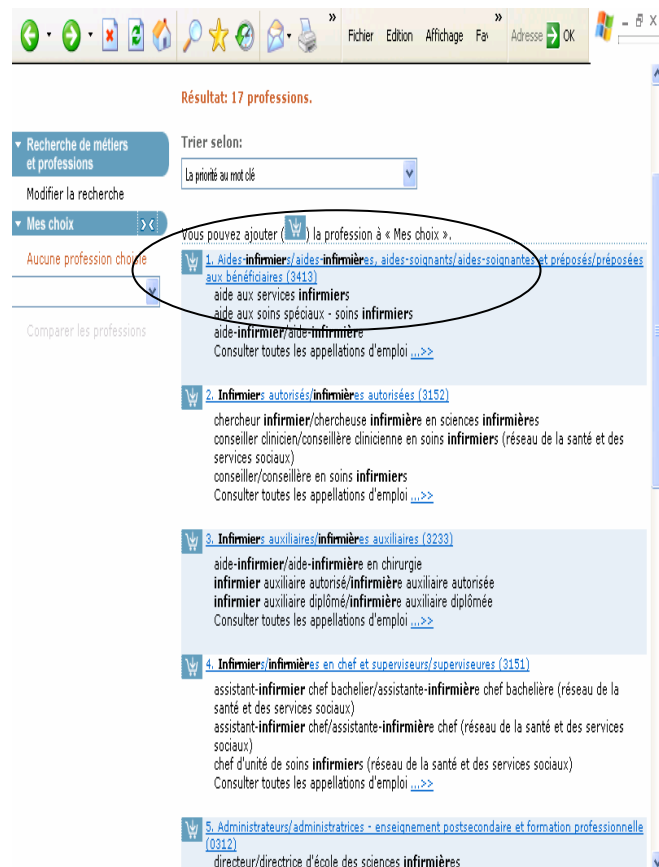 » »
Fichier Edition Affichage Fav Adresse OK
Résultat: 17 professions.
Recherche de métiers
et professions
Modifier la recherche
Mes choix
Aucune profession choisie
Comparer les professions
Trier selon:
La priorité au mot clé
Vous pouvez ajouter ( ) la profession à « Mes choix ».
1. Aides-infirmiers/aides-infirmières, aides-soignants/aides-soignantes et préposés/préposées
aux bénéficiaires (3413)
aide aux services infirmiers
aide aux soins spéciaux - soins infirmiers
aide-infirmier/aide-infirmière
Consulter toutes les appellations d'emploi ...>>
2. Infirmiers autorisés/infirmières autorisées (3152)
chercheur infirmier/chercheuse infirmière en sciences infirmières
conseiller clinicien/conseillère clinicienne en soins infirmiers (réseau de la santé et des
services sociaux)
conseiller/conseillère en soins infirmiers
Consulter toutes les appellations d'emploi ...>>
3. Infirmiers auxiliaires/infirmières auxiliaires (3233)
aide-infirmier/aide-infirmière en chirurgie
infirmier auxiliaire autorisé/infirmière auxiliaire autorisée
infirmier auxiliaire diplômé/infirmière auxiliaire diplômée
Consulter toutes les appellations d'emploi ...>>
4. Infirmiers/infirmières en chef et superviseurs/superviseures (3151)
assistant-infirmier chef bachelier/assistante-infirmière chef bachelière (réseau de la
santé et des services sociaux)
assistant-infirmier chef/assistante-infirmière chef (réseau de la santé et des services
sociaux)
chef d'unité de soins infirmiers (réseau de la santé et des services sociaux)
Consulter toutes les appellations d'emploi ...>>
5. Administrateurs/administratrices - enseignement postsecondaire et formation professionnelle
(0312)
directeur/directrice d'école des sciences infirmières